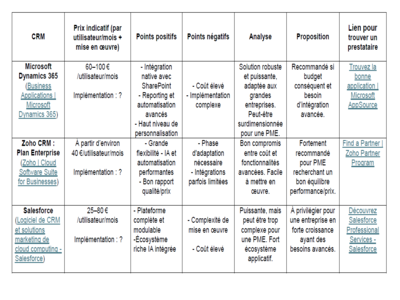 CRM
Prix indicatif (par
utilisateur/mois +
mise en œuvre)
Points positifs
Points négatifs
Analyse
Proposition
Lien pour
trouver un
prestataire
Microsoft
Dynamics 365
(Business
Applications |
Microsoft
Dynamics 365)
60–100 €
/utilisateur/mois
Implémentation : ?
- Intégration
native avec
SharePoint
- Reporting et
automatisation
avancés
- Haut niveau de
personnalisation
- Coût élevé
- Implémentation
complexe
Solution robuste
et puissante,
adaptée aux
grandes
entreprises.
Peut-être
surdimensionnée
pour une PME.
Recommandé si
budget
conséquent et
besoin
d'intégration
avancée.
Trouvez la
bonne
application |
Microsoft
AppSource
Zoho CRM :
Plan Enterprise
(Zoho | Cloud
Software Suite
for Businesses)
À partir d'environ
40 €/utilisateur/mois
Implémentation : ?
- Grande
flexibilité - IA et
automatisation
performantes
- Bon rapport
qualité/prix
- Phase
d'adaptation
nécessaire
- Intégrations
parfois limitées
Bon compromis
entre coût et
fonctionnalités
avancées. Facile
à mettre en
œuvre.
Fortement
recommandé
pour PME
recherchant un
bon équilibre
performance/prix.
Find a Partner |
Zoho Partner
Program
Salesforce
(Logiciel de CRM
et solutions
marketing de
cloud computing -
Salesforce)
25–80 €
/utilisateur/mois
Implémentation : ?
- Plateforme
complète et
modulable
-Écosystème
riche IA intégrée
- Complexité de
mise en œuvre
- Coût élevé
Puissante, mais
peut être trop
complexe pour
une PME. Fort
écosystème
applicatif.
À privilégier pour
une entreprise en
forte croissance
ayant des
besoins avancés.
Découvrez
Salesforce
Professional
Services -
Salesforce